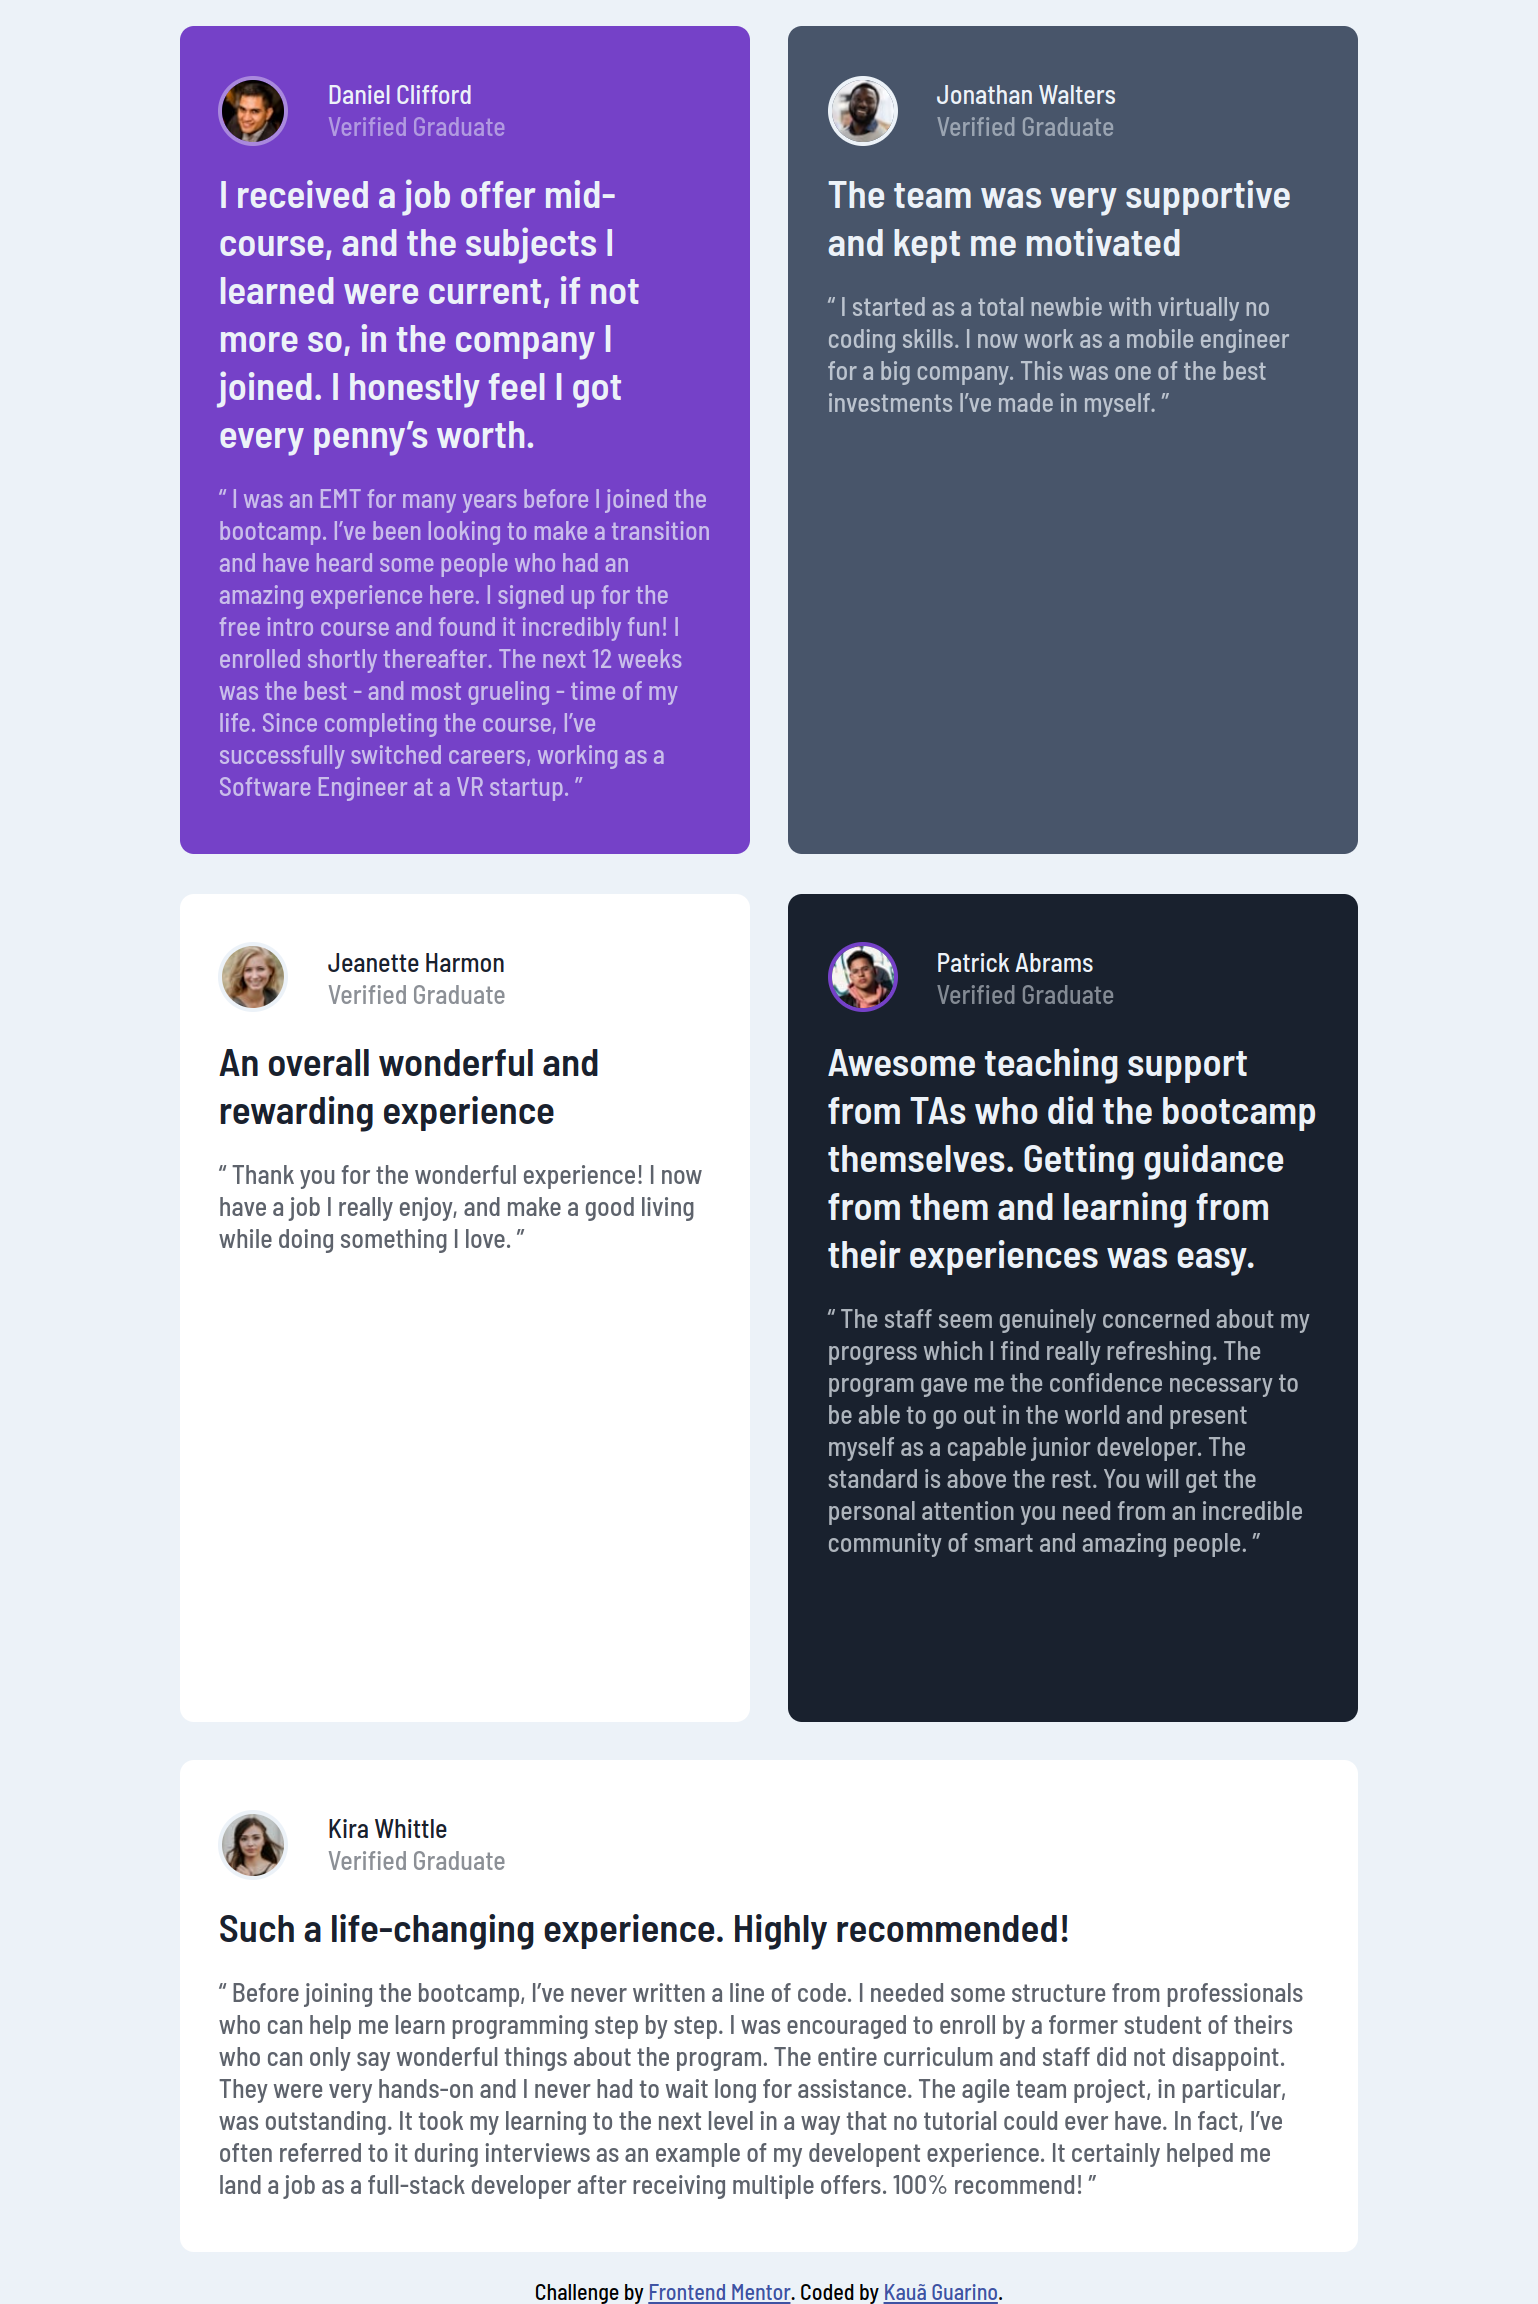 Daniel Clifford
Verified Graduate
I received a job offer mid-
course, and the subjects I
learned were current, if not
more so, in the company I
joined. I honestly feel I got
every penny’s worth.
“ I was an EMT for many years before I joined the
bootcamp. I’ve been looking to make a transition
and have heard some people who had an
amazing experience here. I signed up for the
free intro course and found it incredibly fun! I
enrolled shortly thereafter. The next 12 weeks
was the best - and most grueling - time of my
life. Since completing the course, I’ve
successfully switched careers, working as a
Software Engineer at a VR startup. ”
Jonathan Walters
Verified Graduate
The team was very supportive
and kept me motivated
“ I started as a total newbie with virtually no
coding skills. I now work as a mobile engineer
for a big company. This was one of the best
investments I’ve made in myself. ”
Jeanette Harmon
Verified Graduate
An overall wonderful and
rewarding experience
“ Thank you for the wonderful experience! I now
have a job I really enjoy, and make a good living
while doing something I love. ”
Patrick Abrams
Verified Graduate
Awesome teaching support
from TAs who did the bootcamp
themselves. Getting guidance
from them and learning from
their experiences was easy.
“ The staff seem genuinely concerned about my
progress which I find really refreshing. The
program gave me the confidence necessary to
be able to go out in the world and present
myself as a capable junior developer. The
standard is above the rest. You will get the
personal attention you need from an incredible
community of smart and amazing people. ”
Kira Whittle
Verified Graduate
Such a life-changing experience. Highly recommended!
“ Before joining the bootcamp, I’ve never written a line of code. I needed some structure from professionals
who can help me learn programming step by step. I was encouraged to enroll by a former student of theirs
who can only say wonderful things about the program. The entire curriculum and staff did not disappoint.
They were very hands-on and I never had to wait long for assistance. The agile team project, in particular,
was outstanding. It took my learning to the next level in a way that no tutorial could ever have. In fact, I’ve
often referred to it during interviews as an example of my developent experience. It certainly helped me
land a job as a full-stack developer after receiving multiple offers. 100% recommend! ”
Challenge by Frontend Mentor. Coded by Kauã Guarino.